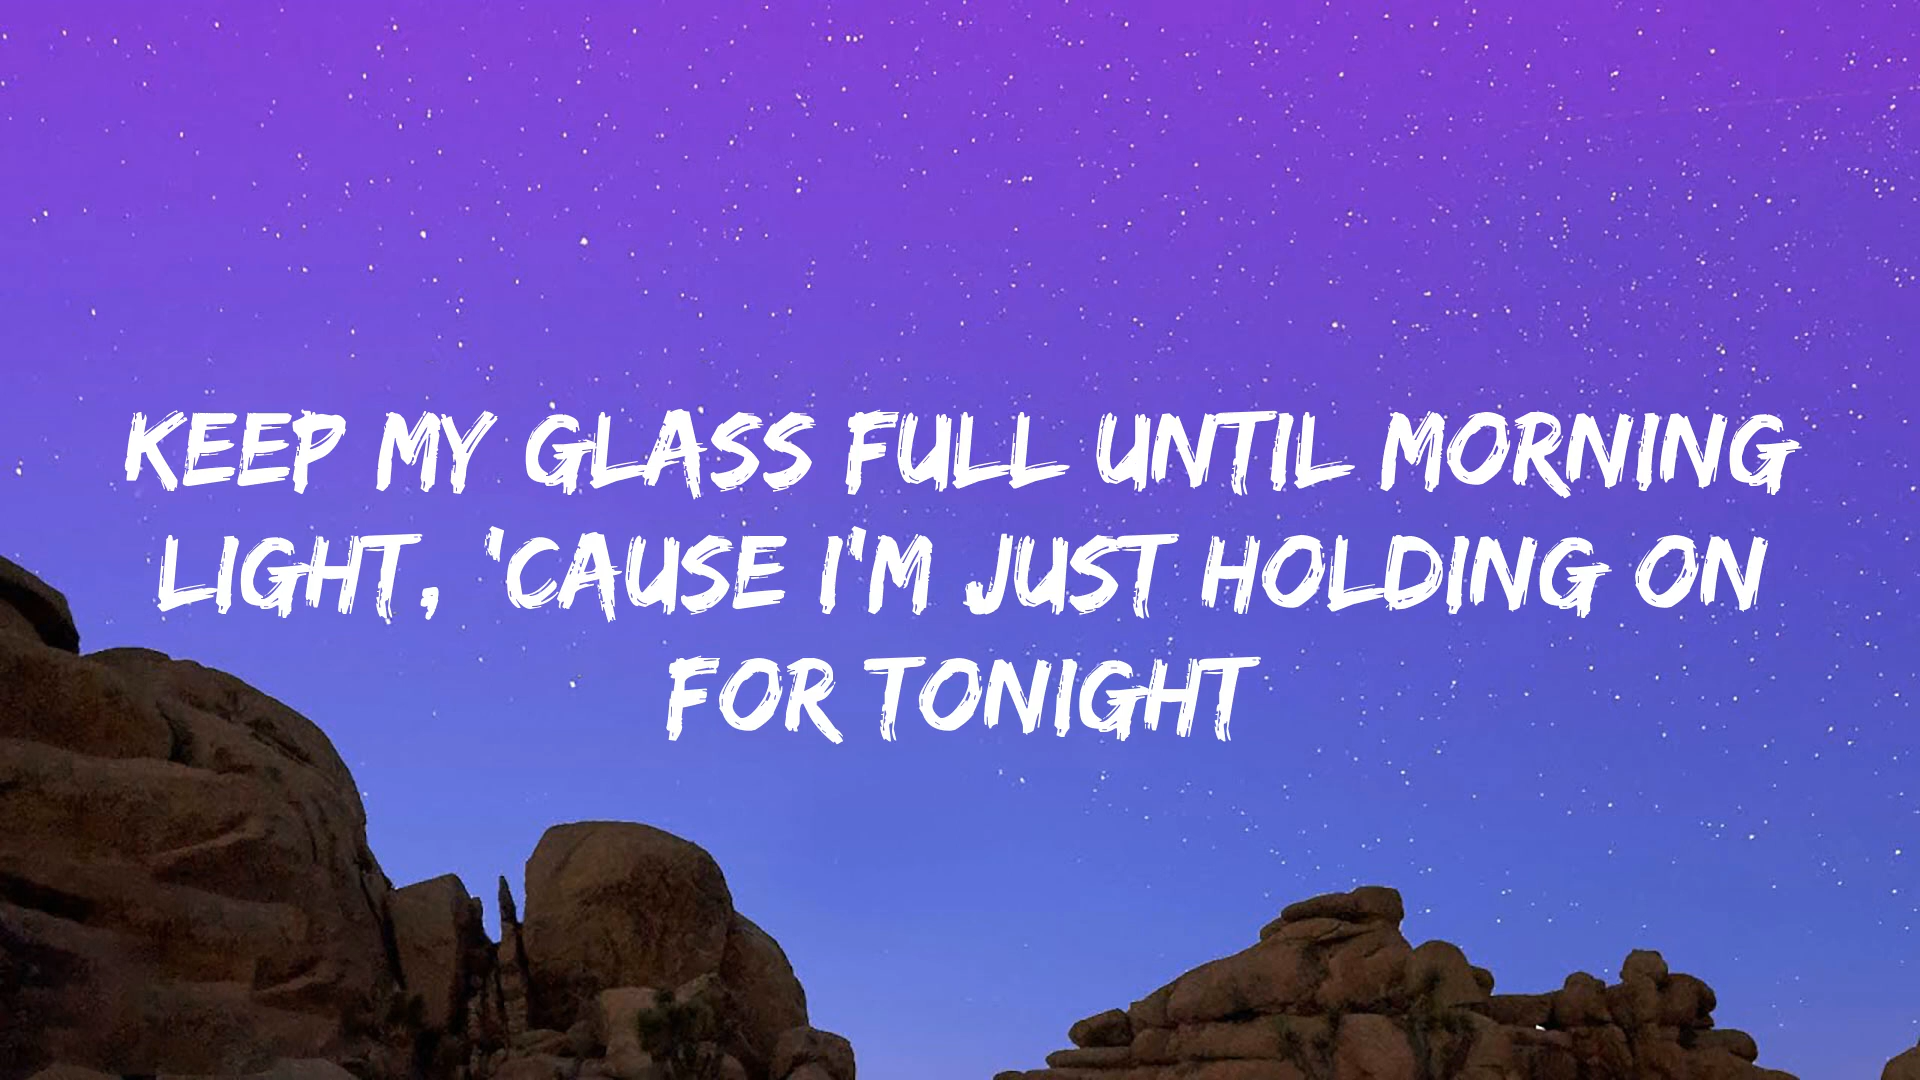 KEEP MY GLASS FULL UNTIL MORNING
LIGHT, 'CAUSE I'M JUST HOLDING ON
FOR TONIGHT